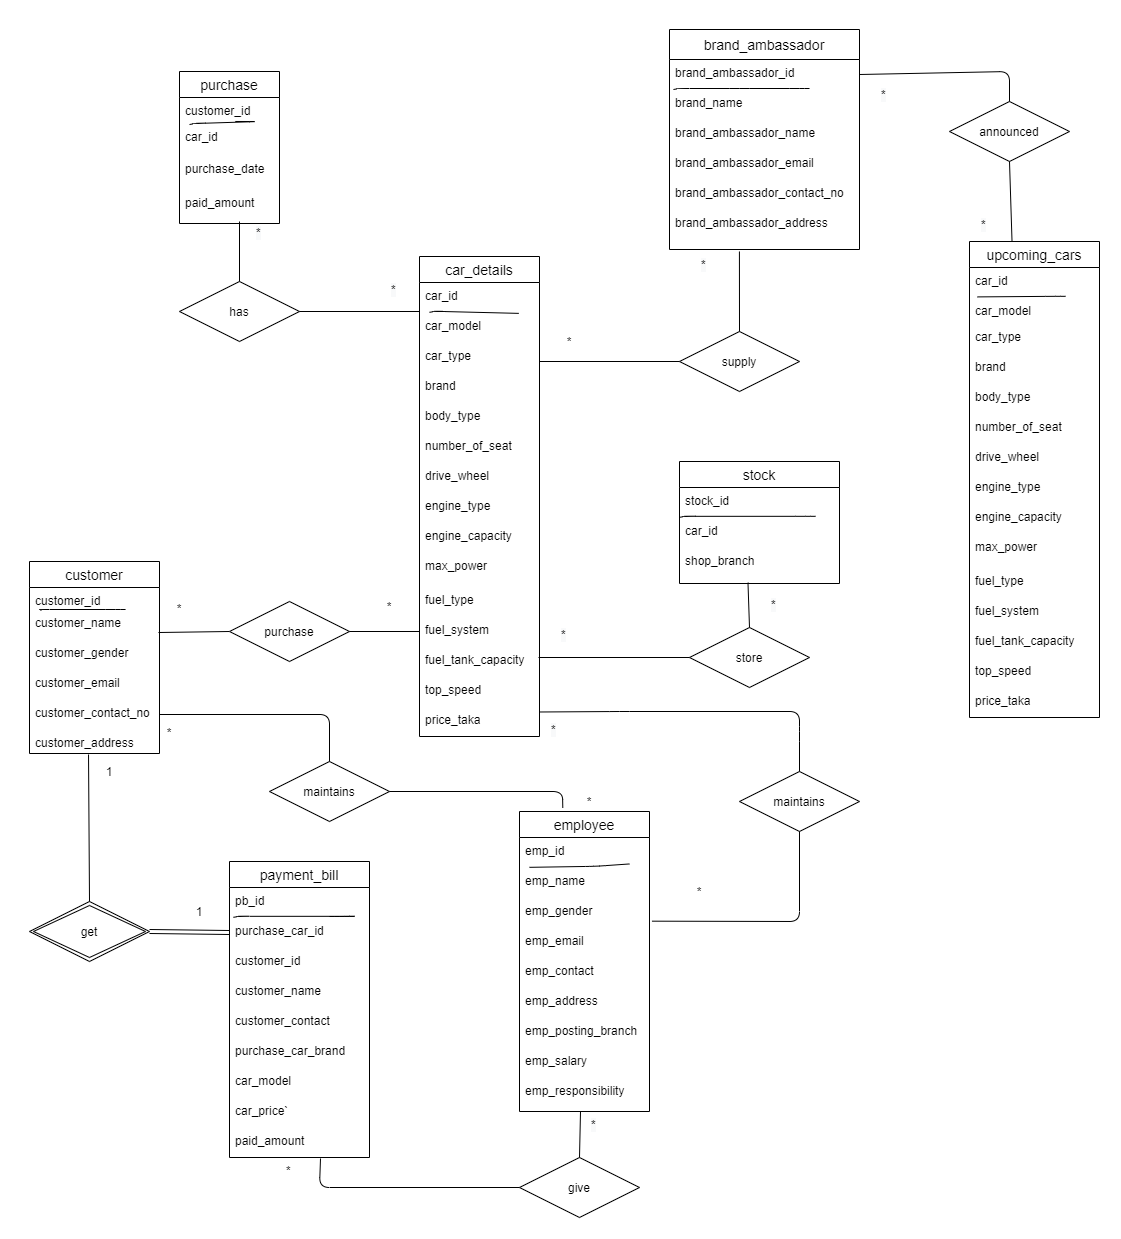 purchase
customer_id
car_id
purchase_date
paid_amount
*
has
*
car_details
car_id
car_model
car_type
brand
body_type
number_of_seat
drive_wheel
engine_type
engine_capacity
max_power
fuel_type
fuel_system
fuel_tank_capacity
top_speed
price_taka
brand_ambassador
brand_ambassador_id
brand_name
brand_ambassador_name
brand_ambassador_email
brand_ambassador_contact_no
brand_ambassador_address
*
announced
*
*
supply
*
upcoming_cars
car_id
car_model
car_type
brand
body_type
number_of_seat
drive_wheel
engine_type
engine_capacity
max_power
fuel_type
fuel_system
fuel_tank_capacity
top_speed
price_taka
stock
stock_id
car_id
shop_branch
*
store
*
customer
customer_id
customer_name
customer_gender
customer_email
customer_contact_no
customer_address
*
purchase
*
*
maintains
*
*
maintains
*
1
get
1
payment_bill
pb_id
purchase_car_id
customer_id
customer_name
customer_contact
purchase_car_brand
car_model
car_price`
paid_amount
*
employee
emp_id
emp_name
emp_gender
emp_email
emp_contact
emp_address
emp_posting_branch
emp_salary
emp_responsibility
*
give